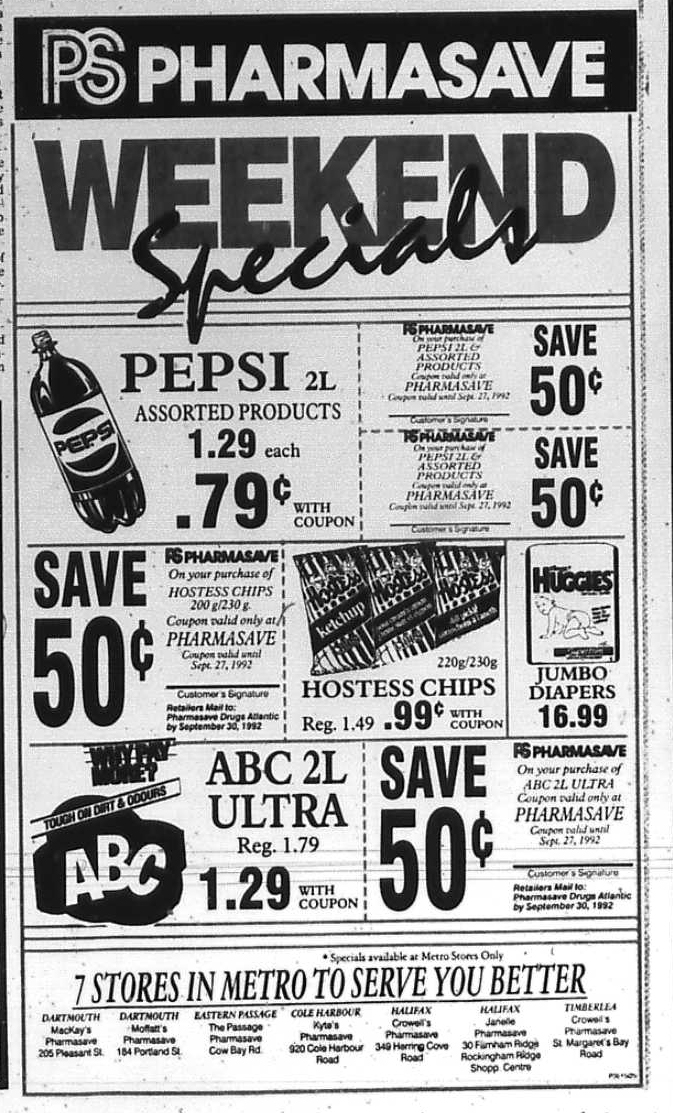 PS PHARMASAVE
WEEKEND
Specials
PEPSI 2L
ASSORTED PRODUCTS
1.29 each
.79¢ WITH
COUPON
PEPSI
PS PHARMASAVE
On your purchase of
PEPSI 2L &
ASSORTED
PRODUCTS
Coupon valid only at
PHARMASAVE
Coupon valid until Sept. 27, 1992
Customer's Signature
SAVE
50¢
PS PHARMASAVE
On your purchase of
PEPSI 2L &
ASSORTED
PRODUCTS
Coupon valid only at
PHARMASAVE
Coupon valid until Sept. 27, 1992
Customer's Signature
SAVE
50¢
SAVE
50¢
PS PHARMASAVE
On your purchase of
HOSTESS CHIPS
200 g/230 g.
Coupon valid only at
PHARMASAVE
Coupon valid until
Sept. 27, 1992
Customer's Signature
Retailers Mail to:
Pharmasave Drugs Atlantic
by September 30, 1992
Hostess Hostess Hostess
ketchup
220g/230g
HOSTESS CHIPS
Reg. 1.49 .99¢ WITH
COUPON
HUGGIES
JUMBO
DIAPERS
16.99
WHY PAY
MORE?
TOUGH ON DIRT & ODOURS
ABC
ABC 2L
ULTRA
Reg. 1.79
1.29 WITH
COUPON
SAVE
50¢
PS PHARMASAVE
On your purchase of
ABC 2L ULTRA
Coupon valid only at
PHARMASAVE
Coupon valid until
Sept. 27, 1992
Customer's Signature
Retailers Mail to:
Pharmasave Drugs Atlantic
by September 30, 1992
* Specials available at Metro Stores Only
7 STORES IN METRO TO SERVE YOU BETTER
DARTMOUTH
MacKay's
Pharmasave
205 Pleasant St.
DARTMOUTH
Moffatt's
Pharmasave
184 Portland St.
EASTERN PASSAGE
The Passage
Pharmasave
Cow Bay Rd.
COLE HARBOUR
Kyte's
Pharmasave
920 Cole Harbour
Road
HALIFAX
Crowell's
Pharmasave
349 Herring Cove
Road
HALIFAX
Janelle
Pharmasave
30 Farnham Ridge
Rockingham Ridge
Shopp. Centre
TIMBERLEA
Crowell's
Pharmasave
St. Margaret's Bay
Road